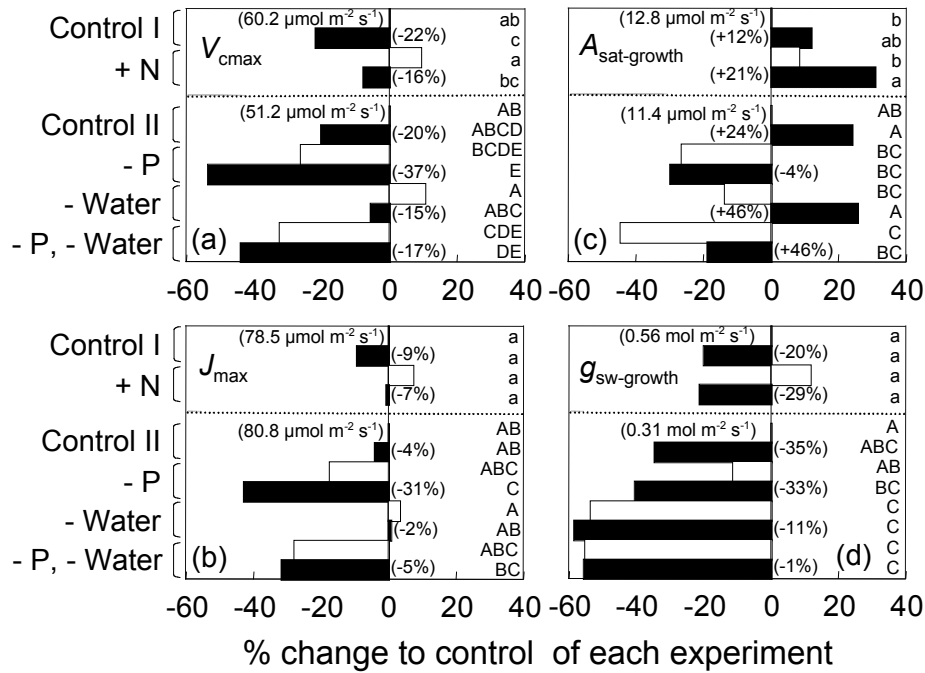 Control I
+ N
Control II
- P
- Water
- P, - Water
(60.2 µmol m-2 s-1)
Vcmax
(-22%)
(-16%)
ab
c
a
bc
(51.2 µmol m-2 s-1)
(-20%)
(-37%)
(-15%)
(-17%)
AB
ABCD
BCDE
E
A
ABC
CDE
DE
(a)
-60 -40 -20 0 20 40
(12.8 µmol m-2 s-1)
(+12%)
Asat-growth
(+21%)
b
ab
b
a
(11.4 µmol m-2 s-1)
(+24%)
(-4%)
(+46%)
(+46%)
AB
A
BC
BC
BC
A
C
BC
(c)
-60 -40 -20 0 20 40
Control I
+ N
Control II
- P
- Water
- P, - Water
(78.5 µmol m-2 s-1)
Jmax
(-9%)
(-7%)
a
a
a
a
(80.8 µmol m-2 s-1)
(-4%)
(-31%)
(-2%)
(-5%)
AB
AB
ABC
C
A
AB
ABC
BC
(b)
-60 -40 -20 0 20 40
(0.56 mol m-2 s-1)
gsw-growth
(-20%)
(-29%)
a
a
a
a
(0.31 mol m-2 s-1)
(-35%)
(-33%)
(-11%)
(-1%)
A
ABC
AB
BC
C
C
C
C
(d)
-60 -40 -20 0 20 40
% change to control of each experiment